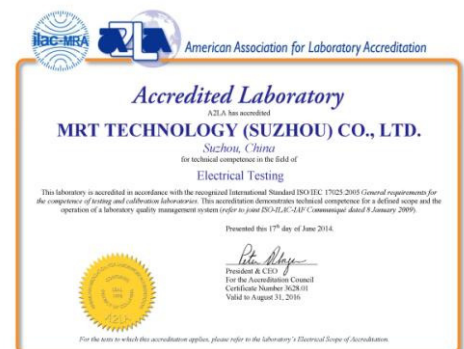 ilac-MRA
A2LA
American Association for Laboratory Accreditation
Accredited Laboratory
A2LA has accredited
MRT TECHNOLOGY (SUZHOU) CO., LTD.
Suzhou, China
for technical competence in the field of
Electrical Testing
This laboratory is accredited in accordance with the recognized International Standard ISO/IEC 17025:2005 General requirements for
the competence of testing and calibration laboratories. This accreditation demonstrates technical competence for a defined scope and the
operation of a laboratory quality management system (refer to joint ISO-ILAC-IAF Communiqué dated 8 January 2009).
Presented this 17th day of June 2014.
President & CEO
For the Accreditation Council
Certificate Number 3628.01
Valid to August 31, 2016
A2LA
For the tests to which this accreditation applies, please refer to the laboratory's Electrical Scope of Accreditation.